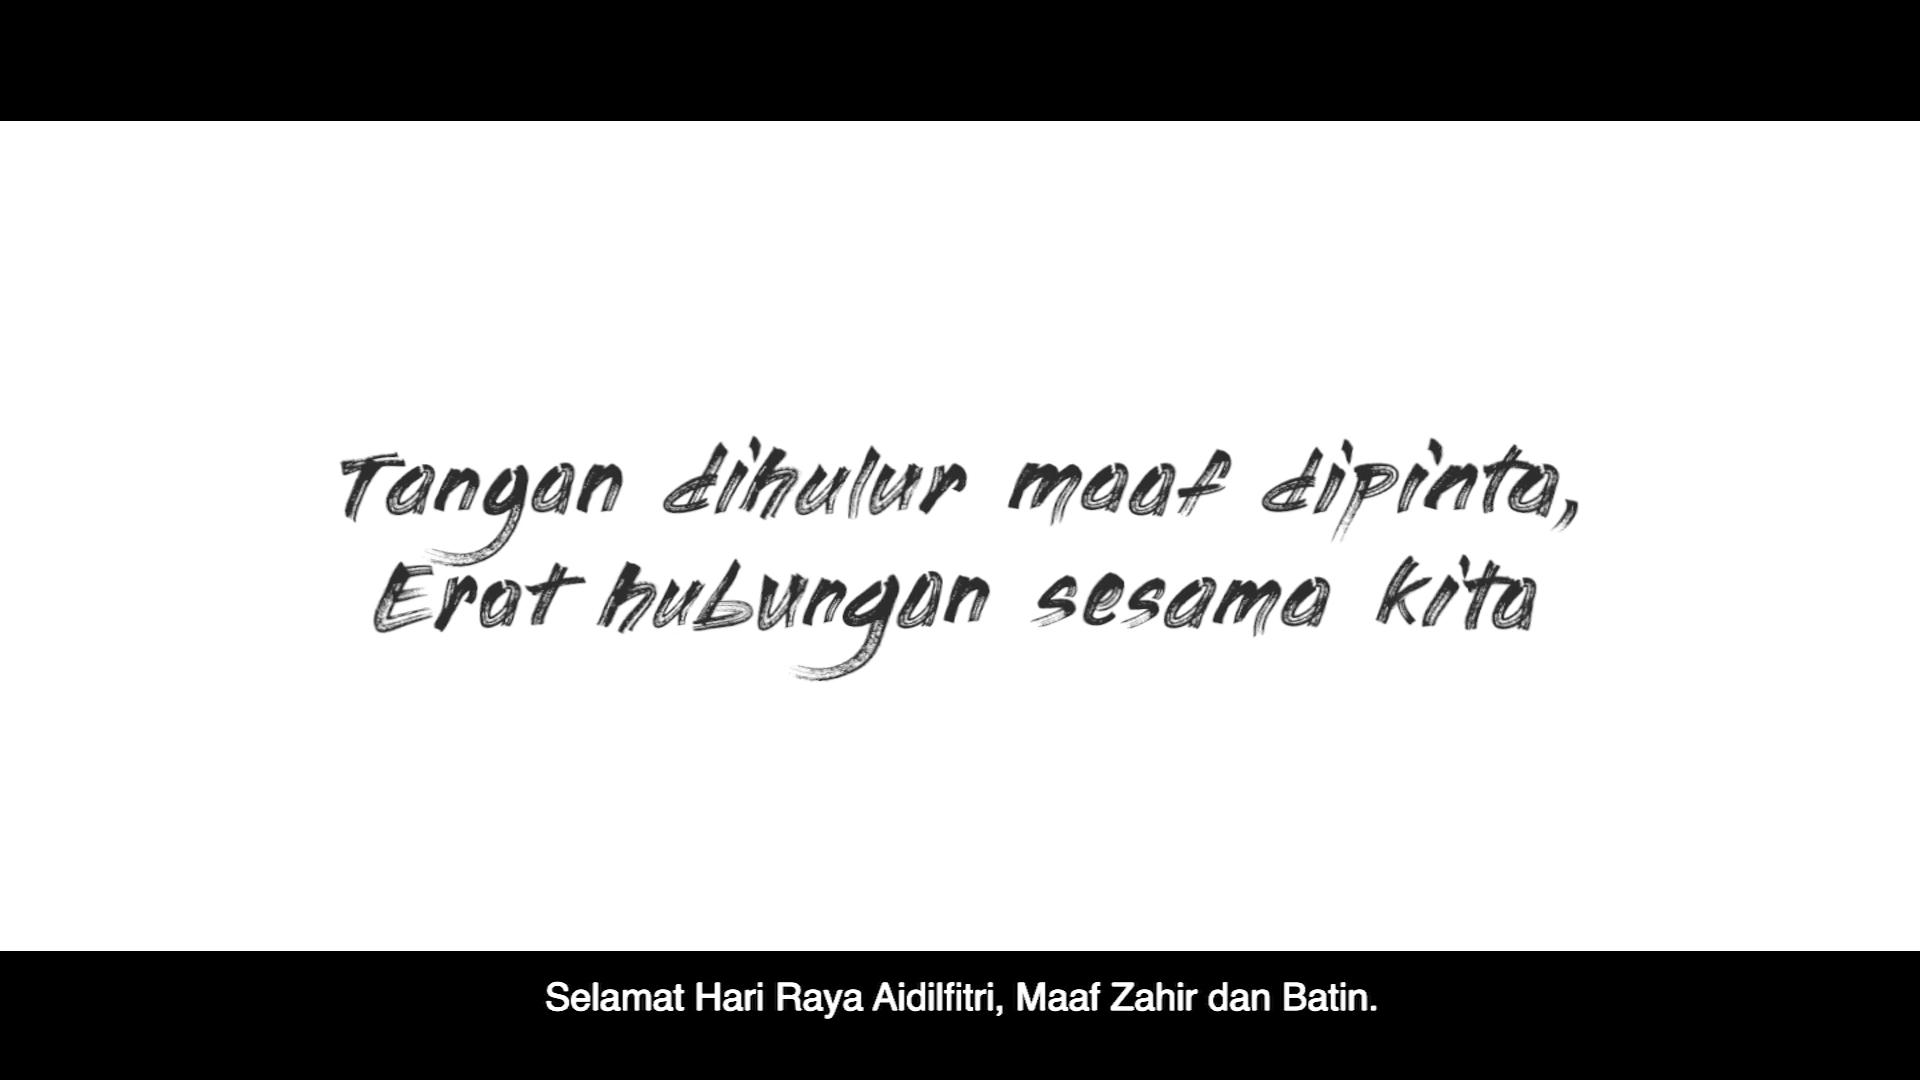 Tangan dihulur maaf dipinta,
Erat hubungan sesama kita
Selamat Hari Raya Aidilfitri, Maaf Zahir dan Batin.